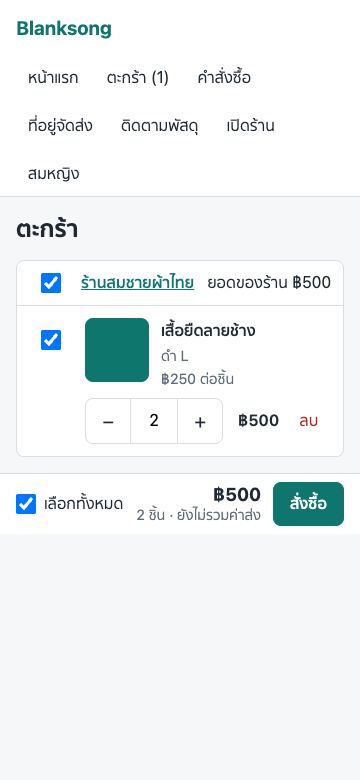 Blanksong
หน้าแรก ตะกร้า (1) คำสั่งซื้อ
ที่อยู่จัดส่ง ติดตามพัสดุ เปิดร้าน
สมหญิง
ตะกร้า
ร้านสมชายผ้าไทย ยอดของร้าน ฿500
เสื้อยืดลายช้าง
ดำ L
฿250 ต่อชิ้น
− 2 + ฿500 ลบ
เลือกทั้งหมด ฿500 สั่งซื้อ
2 ชิ้น · ยังไม่รวมค่าส่ง